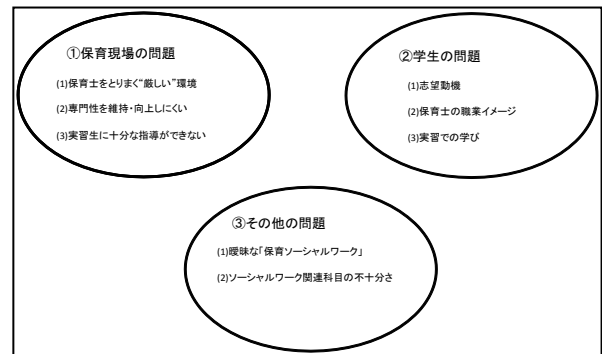 ①保育現場の問題
(1)保育士をとりまく“厳しい”環境
(2)専門性を維持・向上しにくい
(3)実習生に十分な指導ができない
②学生の問題
(1)志望動機
(2)保育士の職業イメージ
(3)実習での学び
③その他の問題
(1)曖昧な「保育ソーシャルワーク」
(2)ソーシャルワーク関連科目の不十分さ